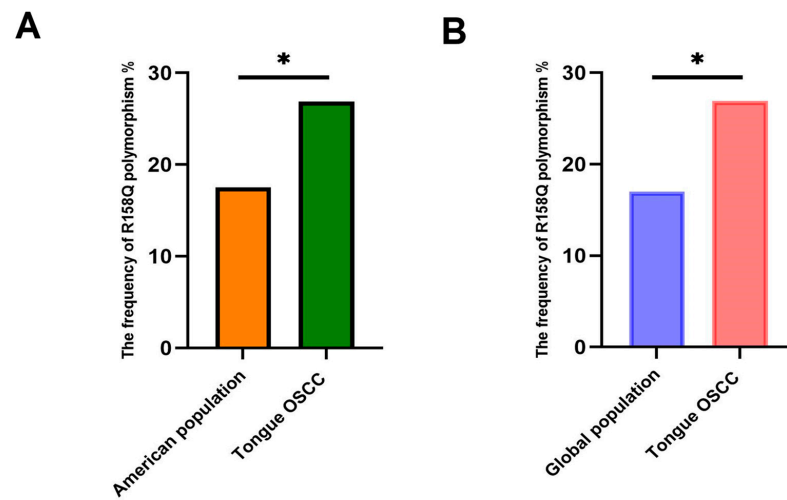 A
The frequency of R158Q polymorphism %
30
20
10
0
*
American population
Tongue OSCC
B
The frequency of R158Q polymorphism %
30
20
10
0
*
Global population
Tongue OSCC